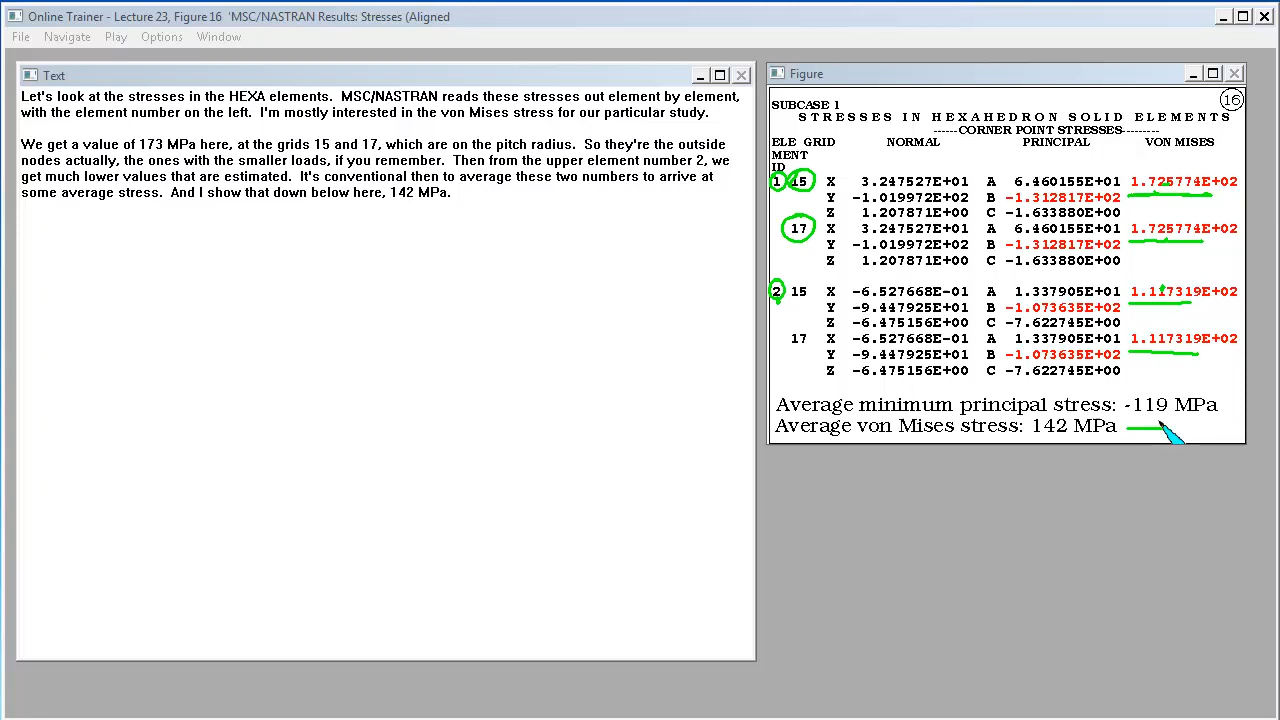 Online Trainer - Lecture 23, Figure 16  'MSC/NASTRAN Results: Stresses (Aligned
File Navigate Play Options Window
Text
Let's look at the stresses in the HEXA elements.  MSC/NASTRAN reads these stresses out element by element,
with the element number on the left.  I'm mostly interested in the von Mises stress for our particular study.
We get a value of 173 MPa here, at the grids 15 and 17, which are on the pitch radius.  So they're the outside
nodes actually, the ones with the smaller loads, if you remember.  Then from the upper element number 2, we
get much lower values that are estimated.  It's conventional then to average these two numbers to arrive at
some average stress.  And I show that down below here, 142 MPa.
Figure
16
SUBCASE 1
STRESSES IN HEXAHEDRON SOLID ELEMENTS
------CORNER POINT STRESSES---------
ELE GRID NORMAL PRINCIPAL VON MISES
MENT
ID
1 15 X 3.247527E+01 A 6.460155E+01 1.725774E+02
Y -1.019972E+02 B -1.312817E+02
Z 1.207871E+00 C -1.633880E+00
17 X 3.247527E+01 A 6.460155E+01 1.725774E+02
Y -1.019972E+02 B -1.312817E+02
Z 1.207871E+00 C -1.633880E+00
2 15 X -6.527668E-01 A 1.337905E+01 1.117319E+02
Y -9.447925E+01 B -1.073635E+02
Z -6.475156E+00 C -7.622745E+00
17 X -6.527668E-01 A 1.337905E+01 1.117319E+02
Y -9.447925E+01 B -1.073635E+02
Z -6.475156E+00 C -7.622745E+00
Average minimum principal stress: -119 MPa
Average von Mises stress: 142 MPa